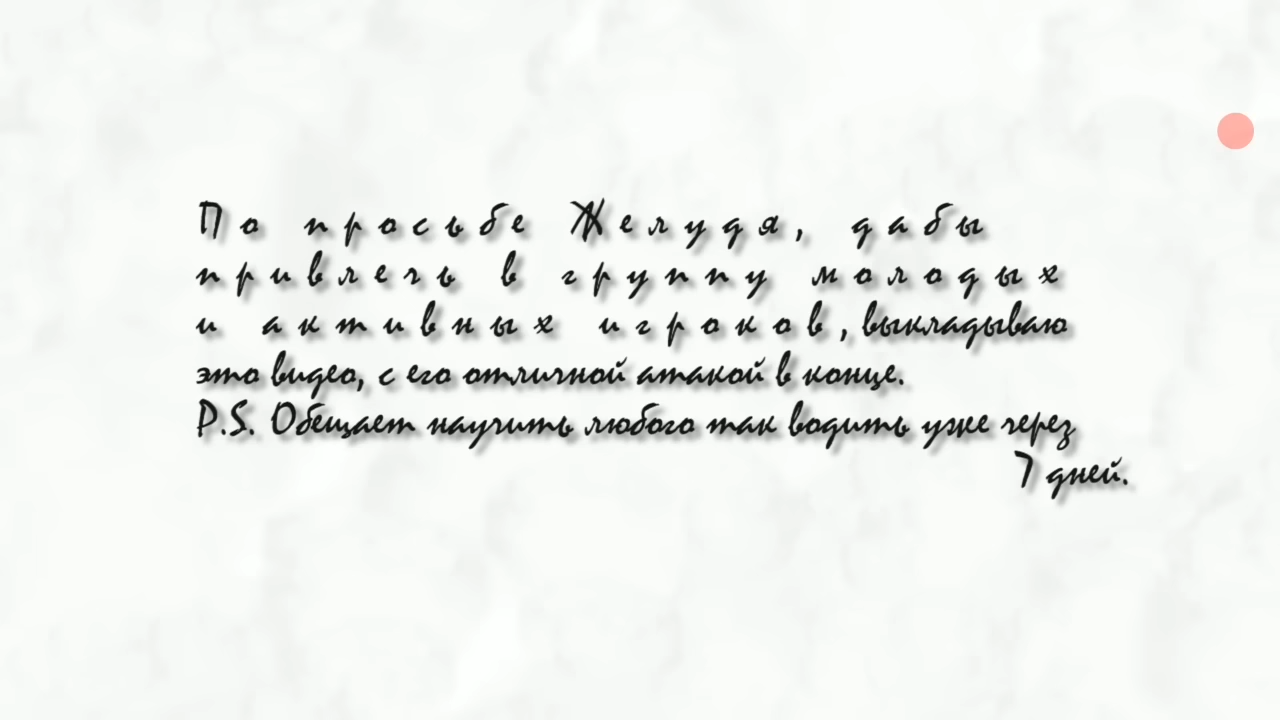 По просьбе Желудя, дабы
привлечь в группу молодых
и активных игроков, выкладываю
это видео, с его отличной атакой в конце.
P.S. Обещает научить любого так водить уже через
7 дней.